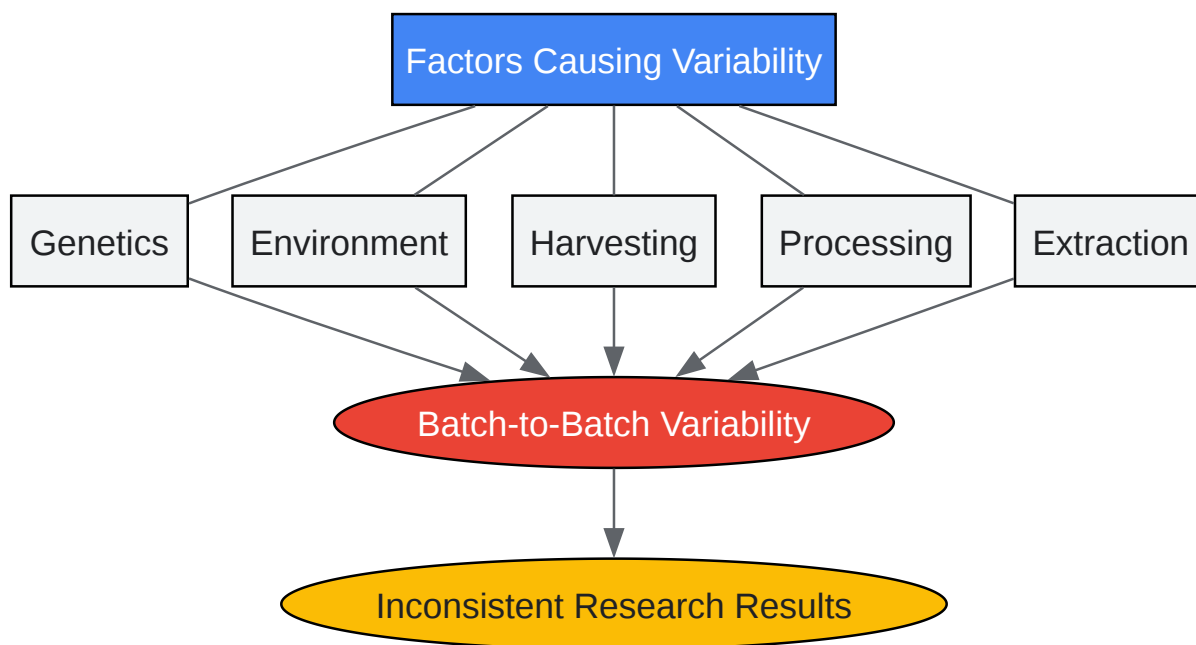 Factors Causing Variability
Genetics
Environment
Harvesting
Processing
Extraction
Batch-to-Batch Variability
Inconsistent Research Results